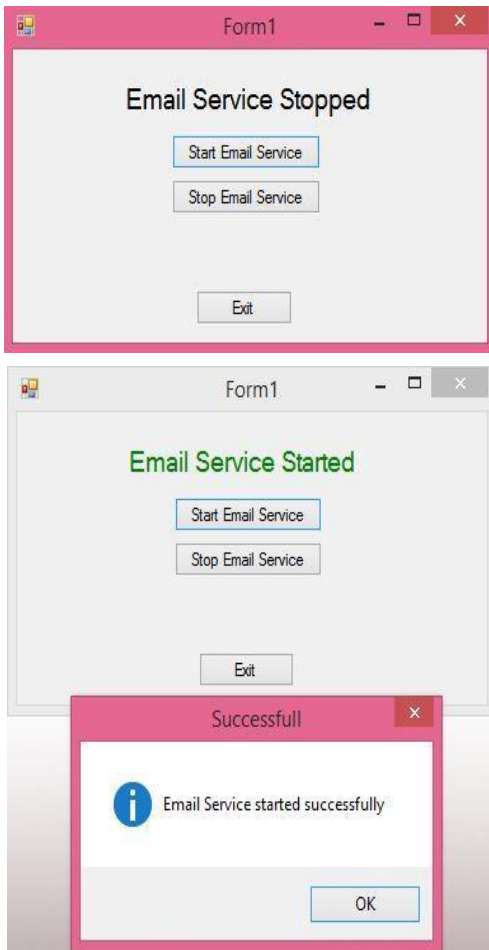 Form1
Email Service Stopped
Start Email Service
Stop Email Service
Exit
Form1
Email Service Started
Start Email Service
Stop Email Service
Exit
Successfull
Email Service started successfully
OK